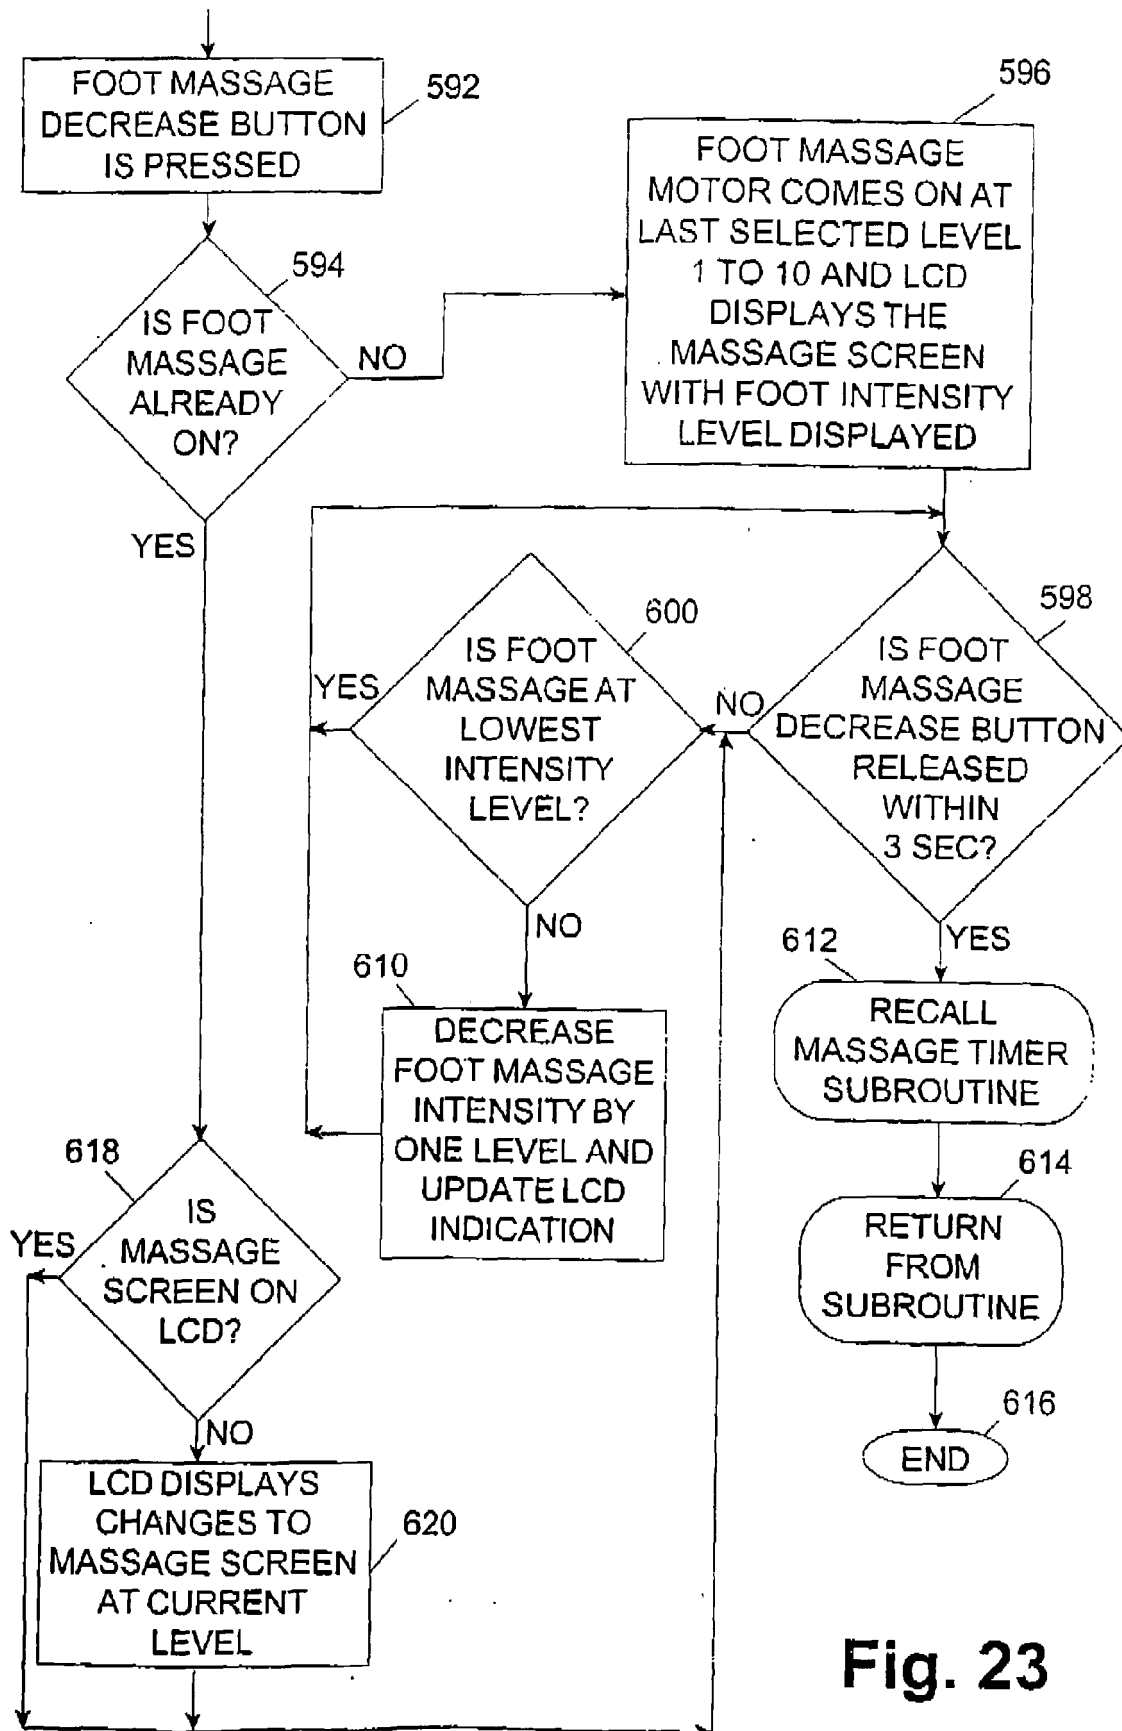 FOOT MASSAGE
DECREASE BUTTON
IS PRESSED
592
594
IS FOOT
MASSAGE
ALREADY
ON?
NO
YES
596
FOOT MASSAGE
MOTOR COMES ON AT
LAST SELECTED LEVEL
1 TO 10 AND LCD
DISPLAYS THE
MASSAGE SCREEN
WITH FOOT INTENSITY
LEVEL DISPLAYED
598
IS FOOT
MASSAGE
DECREASE BUTTON
RELEASED
WITHIN
3 SEC?
NO
YES
600
IS FOOT
MASSAGE AT
LOWEST
INTENSITY
LEVEL?
YES
NO
610
DECREASE
FOOT MASSAGE
INTENSITY BY
ONE LEVEL AND
UPDATE LCD
INDICATION
612
RECALL
MASSAGE TIMER
SUBROUTINE
614
RETURN
FROM
SUBROUTINE
616
END
618
IS
MASSAGE
SCREEN ON
LCD?
YES
NO
LCD DISPLAYS
CHANGES TO
MASSAGE SCREEN
AT CURRENT
LEVEL
620
Fig. 23